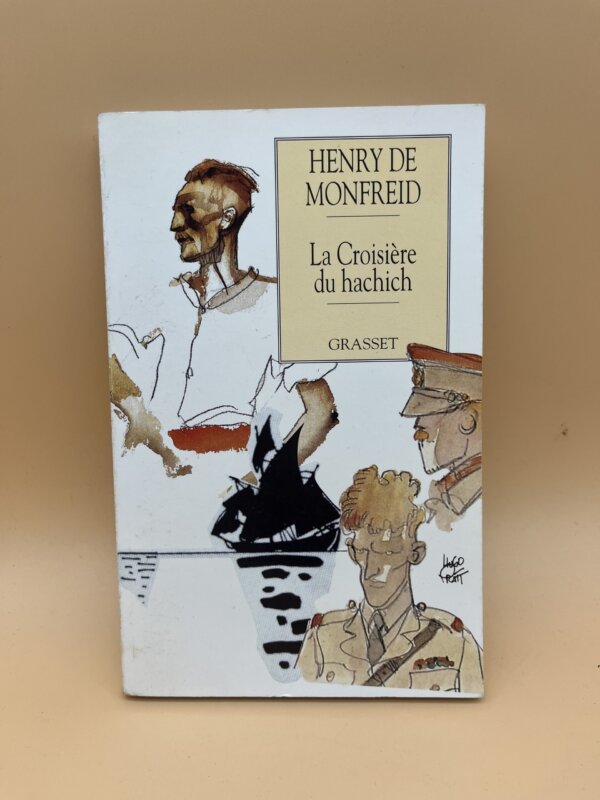 HENRY DE
MONFREID
La Croisière
du hachich
GRASSET
HUGO
PRATT